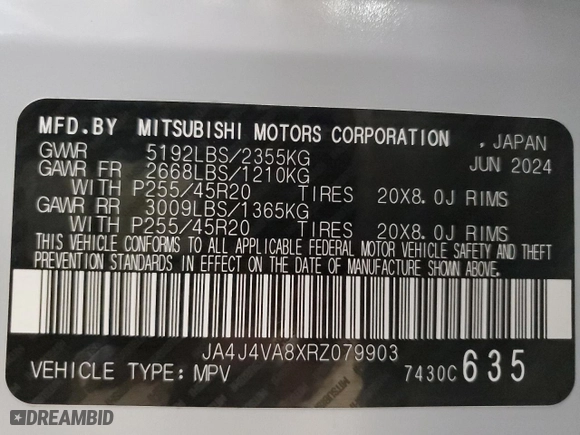 MFD.BY MITSUBISHI MOTORS CORPORATION , JAPAN
GVWR 5192LBS/2355KG JUN 2024
GAWR FR 2668LBS/1210KG
WITH P255/45R20 TIRES 20X8.0J RIMS
GAWR RR 3009LBS/1365KG
WITH P255/45R20 TIRES 20X8.0J RIMS
THIS VEHICLE CONFORMS TO ALL APPLICABLE FEDERAL MOTOR VEHICLE SAFETY AND THEFT
PREVENTION STANDARDS IN EFFECT ON THE DATE OF MANUFACTURE SHOWN ABOVE.
JA4J4VA8XRZ079903
VEHICLE TYPE: MPV 7430C 635
DREAMBID